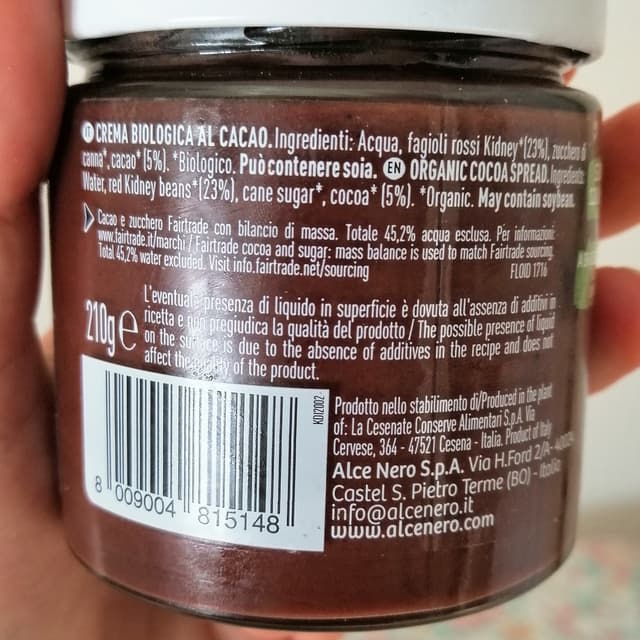 IT CREMA BIOLOGICA AL CACAO. Ingredienti: Acqua, fagioli rossi Kidney*(23%), zucchero di
canna*, cacao* (5%). *Biologico. Può contenere soia. EN ORGANIC COCOA SPREAD. Ingredients:
Water, red Kidney beans*(23%), cane sugar*, cocoa* (5%). *Organic. May contain soybean.
Cacao e zucchero Fairtrade con bilancio di massa. Totale 45,2% acqua esclusa. Per informazioni:
www.fairtrade.it/marchi / Fairtrade cocoa and sugar: mass balance is used to match Fairtrade sourcing.
Total 45,2% water excluded. Visit info.fairtrade.net/sourcing
FLOID 1716
210g e
L'eventuale presenza di liquido in superficie è dovuta all'assenza di additivi in
ricetta e non pregiudica la qualità del prodotto / The possible presence of liquid
on the surface is due to the absence of additives in the recipe and does not
affect the quality of the product.
KDI2002
8 009004 815148
Prodotto nello stabilimento di/Produced in the plant
of: La Cesenate Conserve Alimentari S.p.A. Via
Cervese, 364 - 47521 Cesena - Italia. Product of Italy
Alce Nero S.p.A. Via H.Ford 2/A-
Castel S. Pietro Terme (BO) - Italia
info@alcenero.it
www.alcenero.com